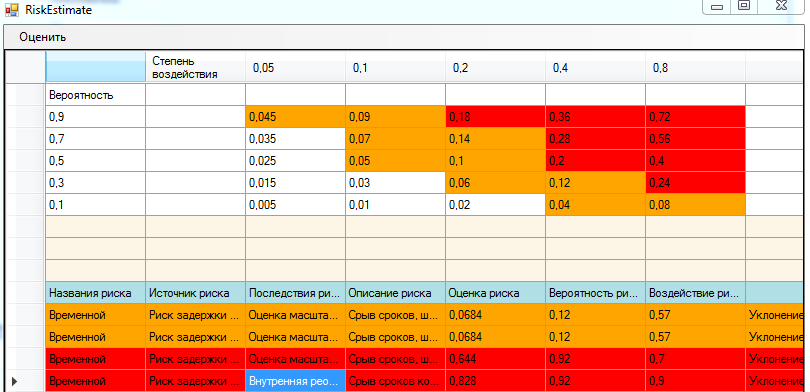 RiskEstimate
Оценить
Степень воздействия 0,05 0,1 0,2 0,4 0,8
Вероятность
0,9 0,045 0,09 0,18 0,36 0,72
0,7 0,035 0,07 0,14 0,28 0,56
0,5 0,025 0,05 0,1 0,2 0,4
0,3 0,015 0,03 0,06 0,12 0,24
0,1 0,005 0,01 0,02 0,04 0,08
Названия риска Источник риска Последствия ри... Описание риска Оценка риска Вероятность ри... Воздействие ри...
Временной Риск задержки ... Оценка масшта... Срыв сроков, ш... 0,0684 0,12 0,57 Уклонение
Временной Риск задержки ... Оценка масшта... Срыв сроков, ш... 0,0684 0,12 0,57 Уклонение
Временной Риск задержки ... Оценка масшта... Срыв сроков, ш... 0,644 0,92 0,7 Уклонение
Временной Риск задержки ... Внутренняя рео... Срыв сроков ко... 0,828 0,92 0,9 Уклонение